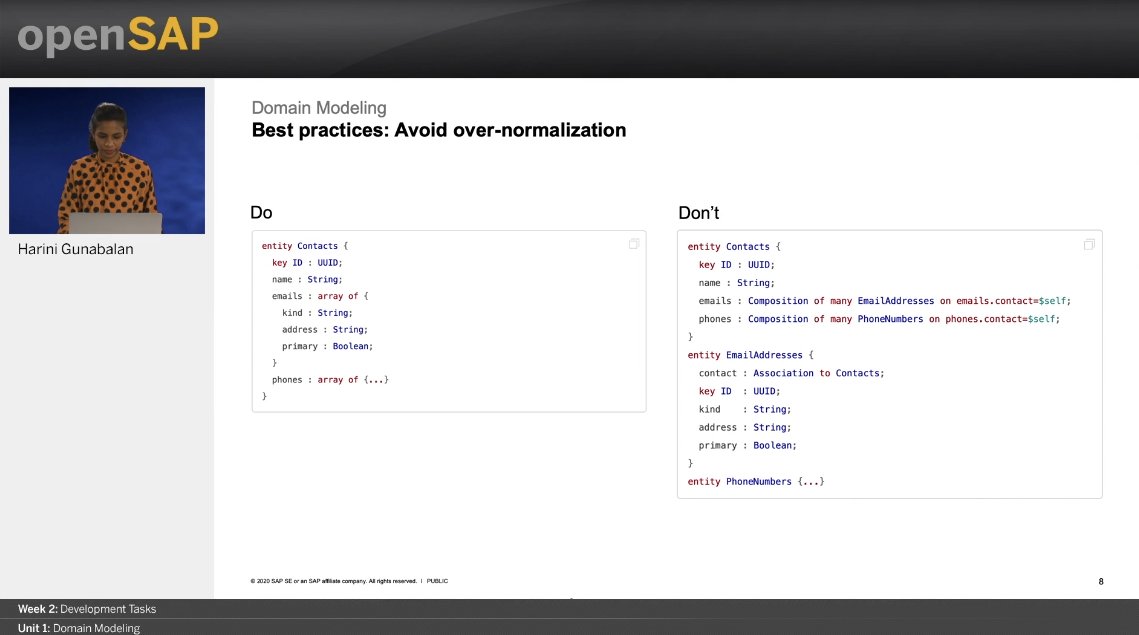 openSAP
Harini Gunabalan
Domain Modeling
Best practices: Avoid over-normalization
Do
entity Contacts {
key ID : UUID;
name : String;
emails : array of {
kind : String;
address : String;
primary : Boolean;
}
phones : array of {...}
}
Don't
entity Contacts {
key ID : UUID;
name : String;
emails : Composition of many EmailAddresses on emails.contact=$self;
phones : Composition of many PhoneNumbers on phones.contact=$self;
}
entity EmailAddresses {
contact : Association to Contacts;
key ID : UUID;
kind : String;
address : String;
primary : Boolean;
}
entity PhoneNumbers {...}
© 2020 SAP SE or an SAP affiliate company. All rights reserved. I PUBLIC
8
Week 2: Development Tasks
Unit 1: Domain Modeling